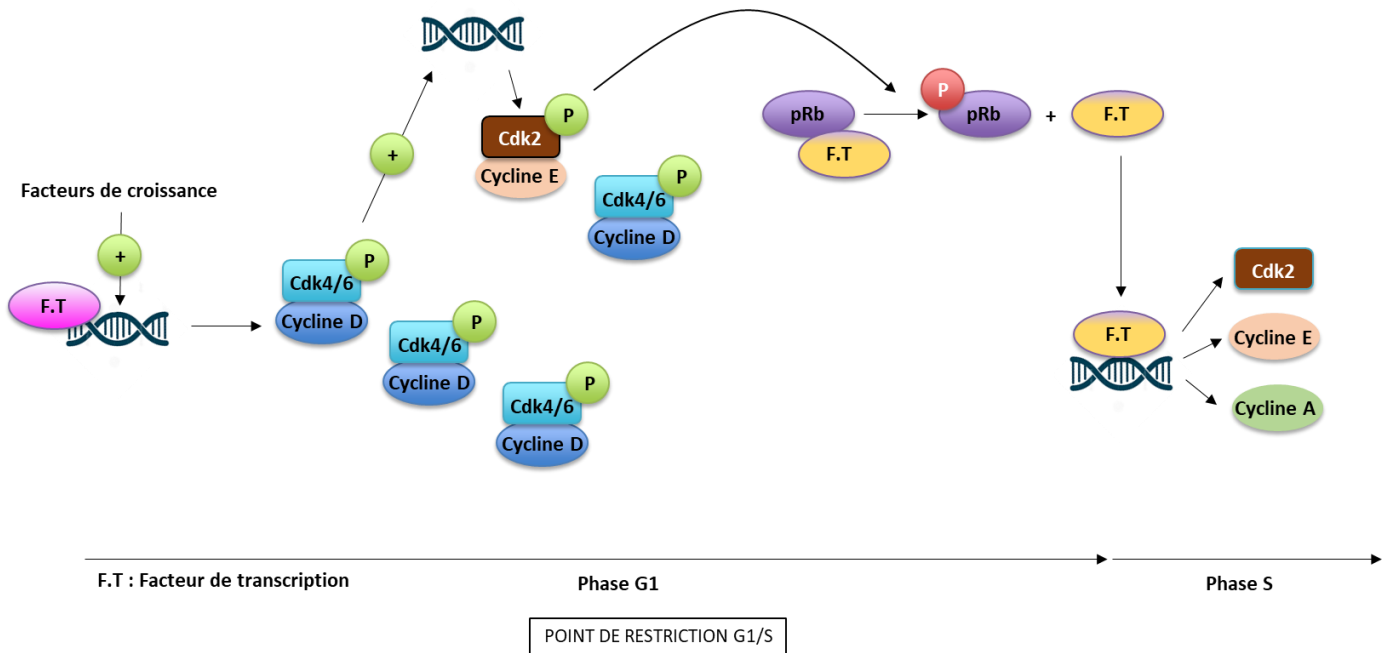 Facteurs de croissance
+
F.T
Cdk4/6
P
Cycline D
Cdk4/6
P
Cycline D
Cdk4/6
P
Cycline D
+
Cdk2
P
Cycline E
Cdk4/6
P
Cycline D
pRb
F.T
P
pRb
+
F.T
F.T
Cdk2
Cycline E
Cycline A
F.T : Facteur de transcription
Phase G1
Phase S
POINT DE RESTRICTION G1/S